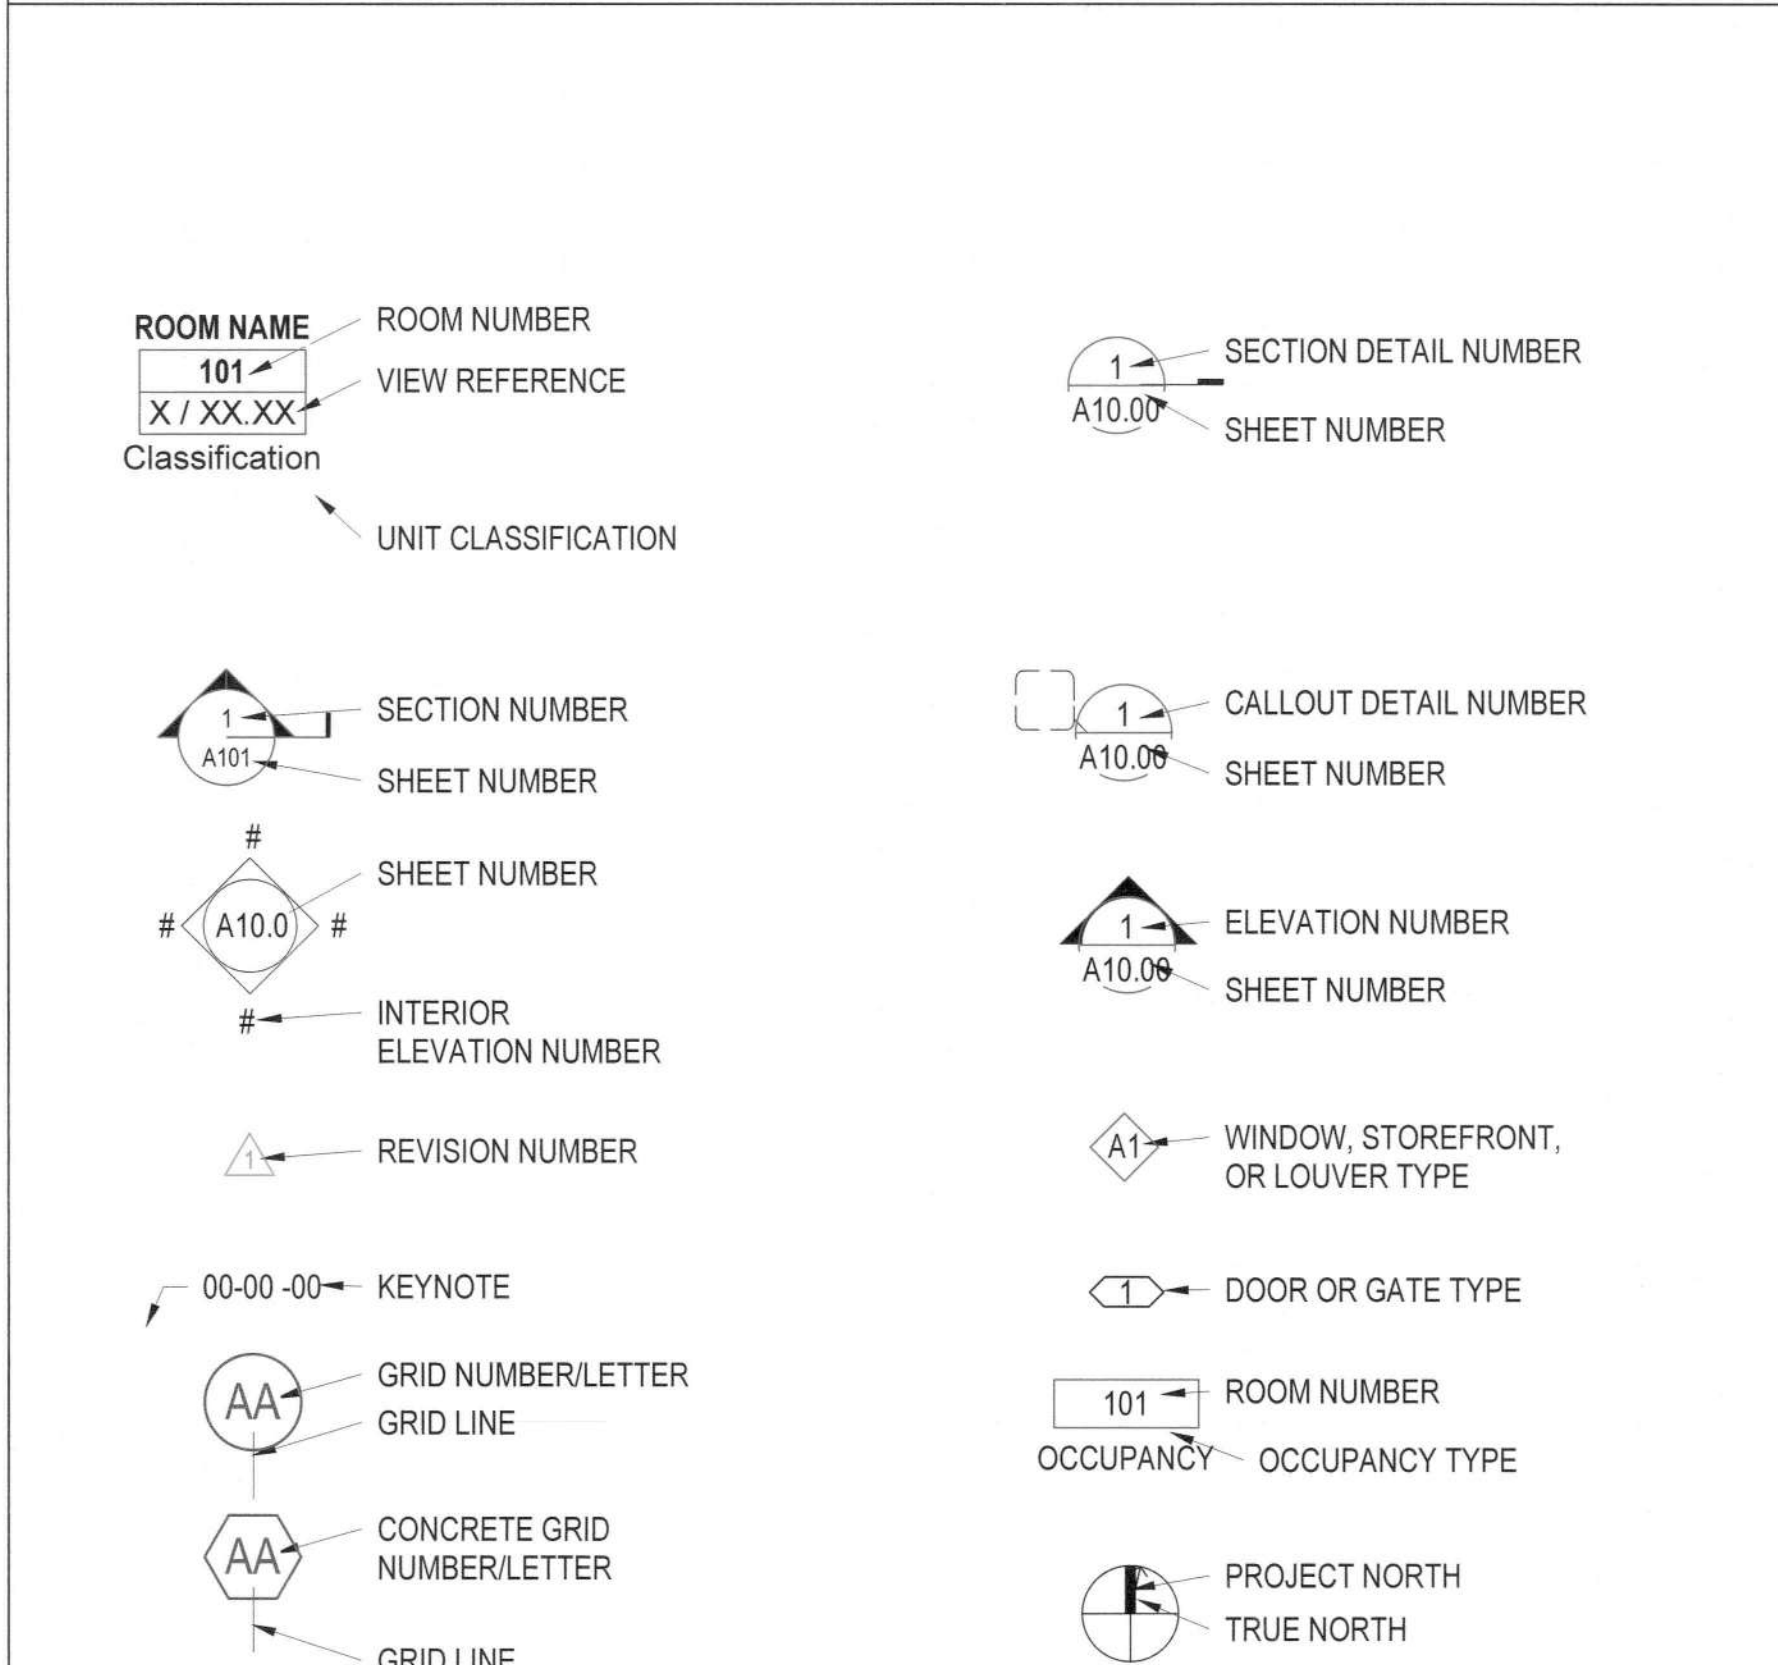 ROOM NAME
101
X / XX.XX
Classification
ROOM NUMBER
VIEW REFERENCE
UNIT CLASSIFICATION
1
A10.00
SECTION DETAIL NUMBER
SHEET NUMBER
1
A101
SECTION NUMBER
SHEET NUMBER
1
A10.00
CALLOUT DETAIL NUMBER
SHEET NUMBER
#
# A10.0 #
#
SHEET NUMBER
INTERIOR
ELEVATION NUMBER
1
A10.00
ELEVATION NUMBER
SHEET NUMBER
1
REVISION NUMBER
A1
WINDOW, STOREFRONT,
OR LOUVER TYPE
00-00 -00
KEYNOTE
1
DOOR OR GATE TYPE
AA
GRID NUMBER/LETTER
GRID LINE
101
OCCUPANCY
ROOM NUMBER
OCCUPANCY TYPE
AA
CONCRETE GRID
NUMBER/LETTER
GRID LINE
PROJECT NORTH
TRUE NORTH